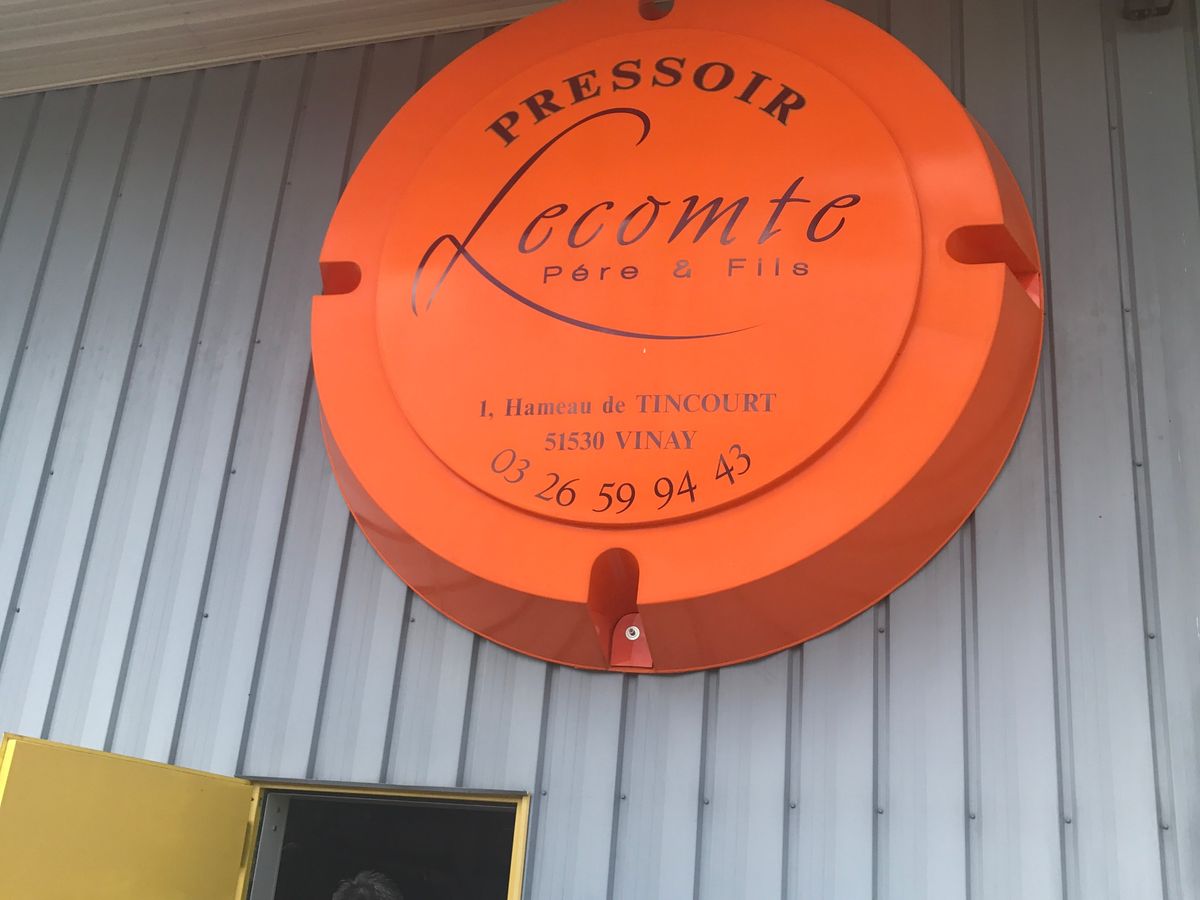 PRESSOIR
Lecomte
Pére & Fils
1, Hameau de TINCOURT
51530 VINAY
03 26 59 94 43